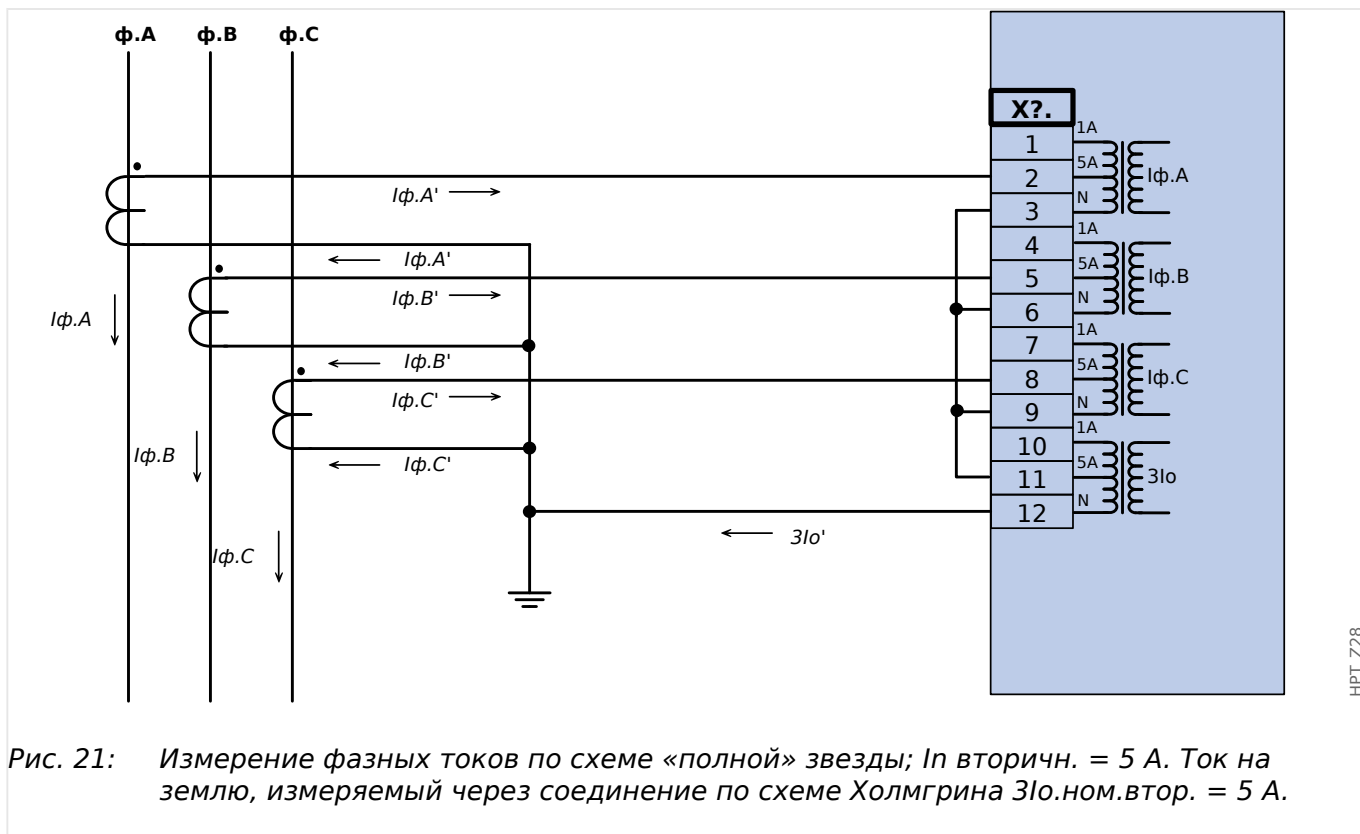 ф.А ф.В ф.С
X?.
1A
1
5A
2
Iф.A
Iф.A'
N
3
1A
4
Iф.A'
5A
5
Iф.B
Iф.B'
N
6
Iф.A
1A
7
Iф.B'
5A
8
Iф.C
Iф.C'
N
9
1A
10
Iф.B
Iф.C'
5A
11
3Io
N
12
3Io'
Iф.C
HPT_Z28
Рис. 21: Измерение фазных токов по схеме «полной» звезды; In вторичн. = 5 А. Ток на
землю, измеряемый через соединение по схеме Холмгрина 3Io.ном.втор. = 5 А.